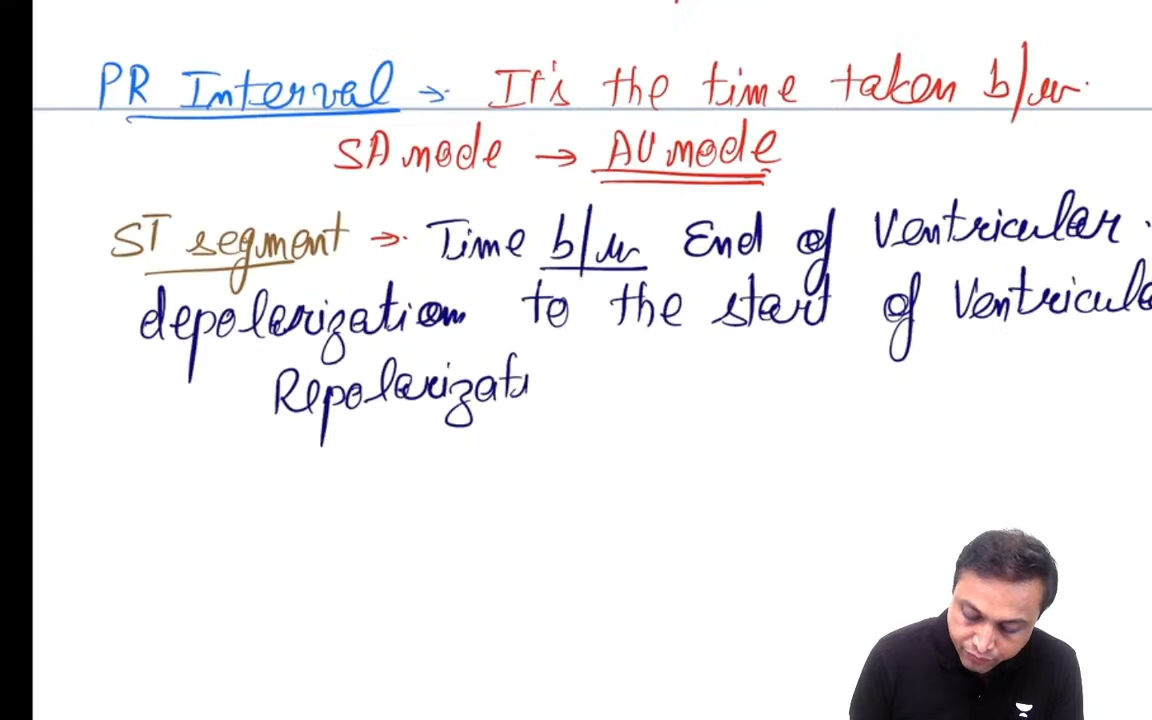 PR Interval → It's the time taken b/w
SA node → AV node
ST segment → Time b/w End of Ventricular
depolarization to the start of Ventricula
Repolarizati